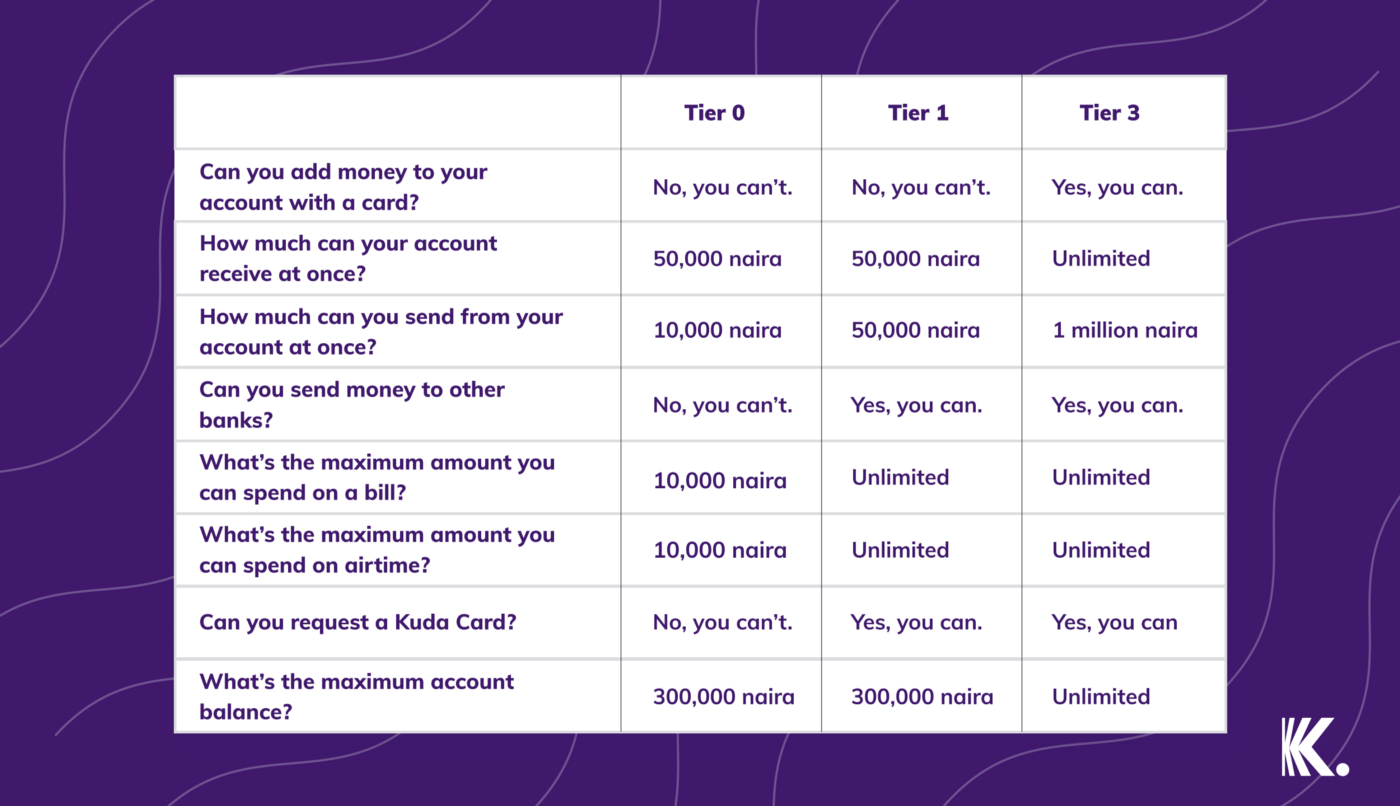 Tier 0 Tier 1 Tier 3
Can you add money to your
account with a card?
No, you can’t. No, you can’t. Yes, you can.
How much can your account
receive at once?
50,000 naira 50,000 naira Unlimited
How much can you send from your
account at once?
10,000 naira 50,000 naira 1 million naira
Can you send money to other
banks?
No, you can’t. Yes, you can. Yes, you can.
What’s the maximum amount you
can spend on a bill?
10,000 naira Unlimited Unlimited
What’s the maximum amount you
can spend on airtime?
10,000 naira Unlimited Unlimited
Can you request a Kuda Card? No, you can’t. Yes, you can. Yes, you can
What’s the maximum account
balance?
300,000 naira 300,000 naira Unlimited
K.